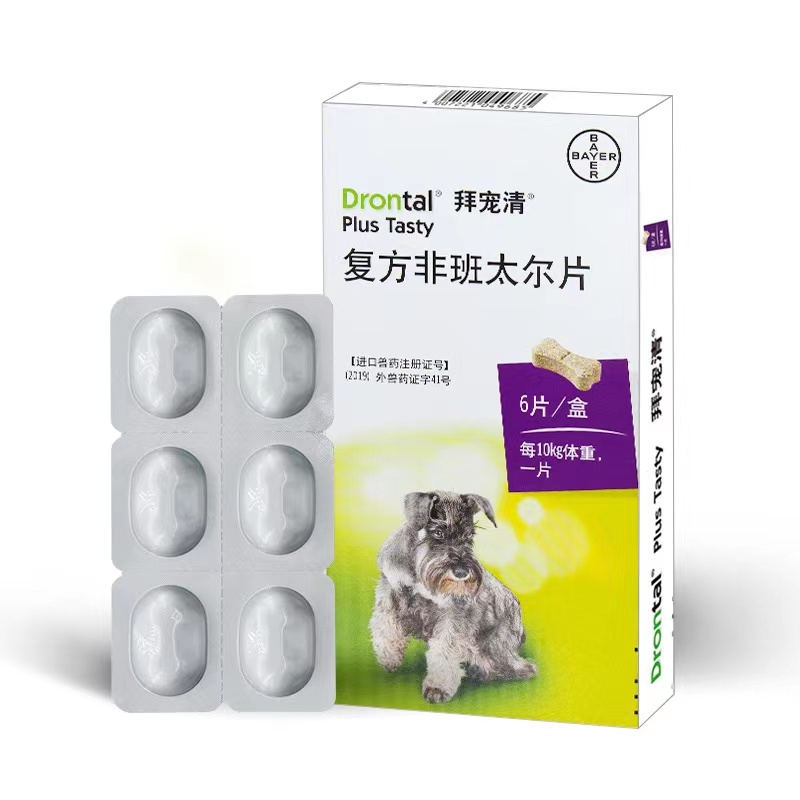 BAYER
BAYER
Drontal® 拜宠清®
Plus Tasty
复方非班太尔片
【进口兽药注册证号】
(2019) 外兽药证字41号
6片/盒
每10kg体重,
一片
Drontal® Plus Tasty 拜宠清®